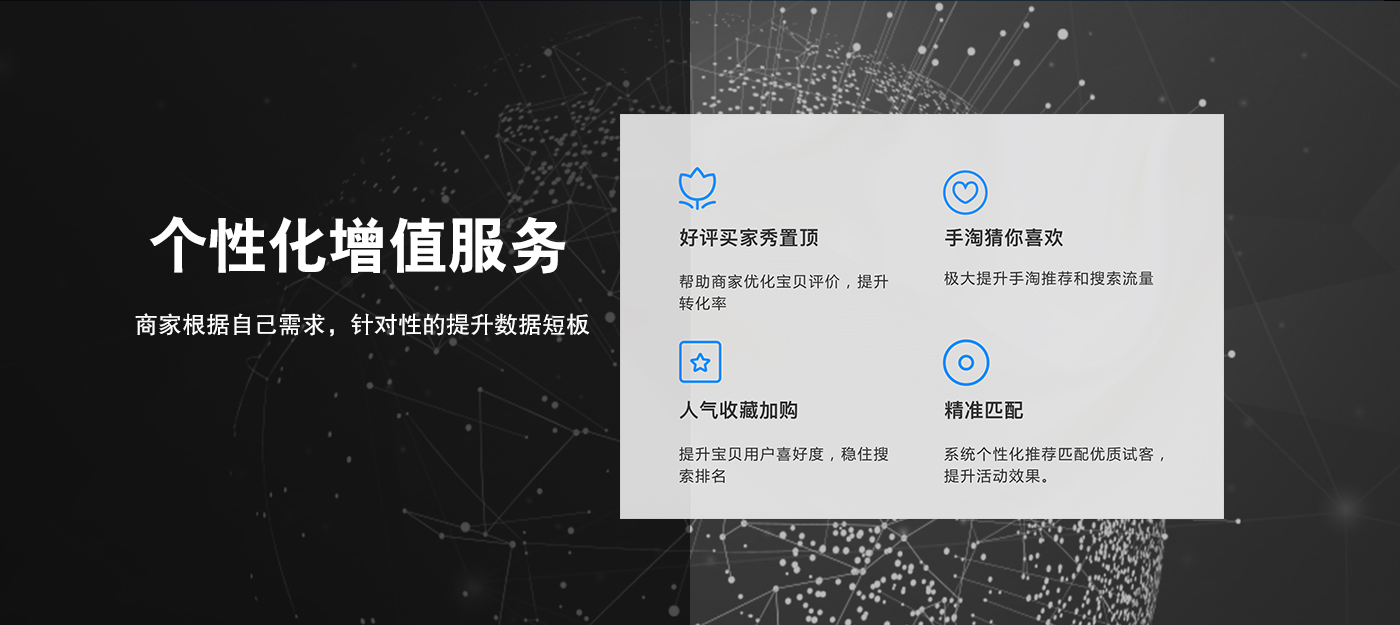 个性化增值服务
商家根据自己需求，针对性的提升数据短板
好评买家秀置顶
帮助商家优化宝贝评价，提升
转化率
手淘猜你喜欢
极大提升手淘推荐和搜索流量
人气收藏加购
提升宝贝用户喜好度，稳住搜
索排名
精准匹配
系统个性化推荐匹配优质试客，
提升活动效果。